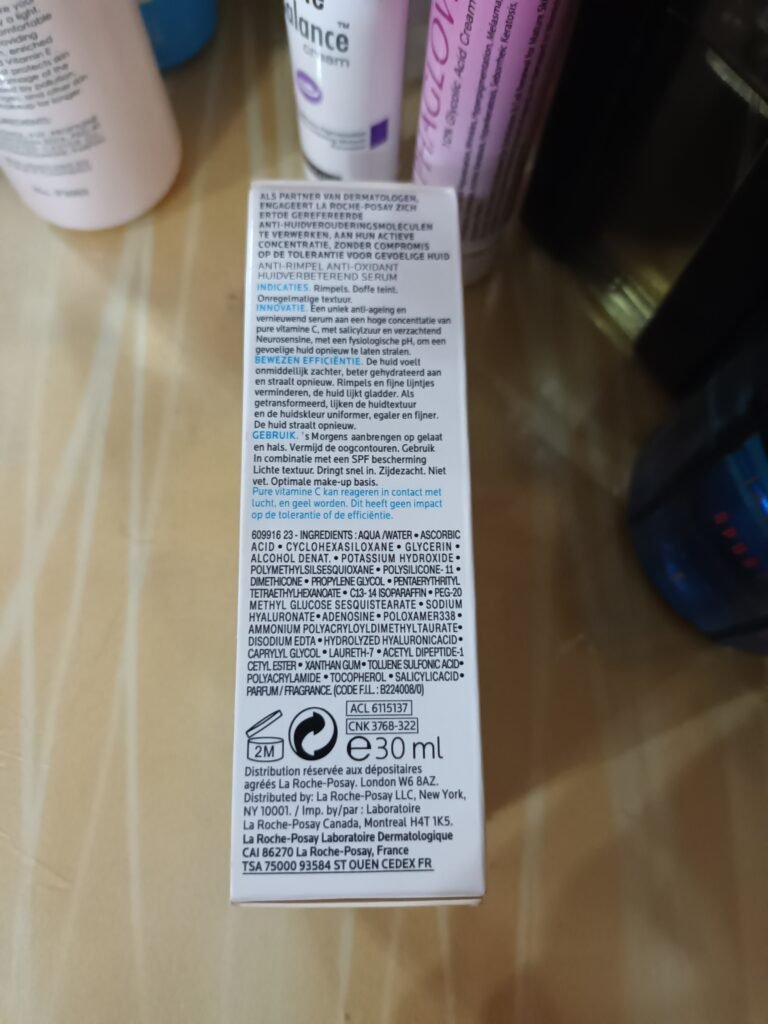 alance™
cream
10% Glycolic Acid Cream
ALS PARTNER VAN DERMATOLOGEN,
ENGAGEERT LA ROCHE-POSAY ZICH
ERTOE GEREFEREERDE
ANTI-HUIDVEROUDERINGSMOLECULEN
TE VERWERKEN, AAN HUN ACTIEVE
CONCENTRATIE, ZONDER COMPROMIS
OP DE TOLERANTIE VOOR GEVOELIGE HUID
ANTI-RIMPEL ANTI-OXIDANT
HUIDVERBETEREND SERUM
INDICATIES. Rimpels. Doffe teint.
Onregelmatige textuur.
INNOVATIE. Een uniek anti-ageing en
vernieuwend serum aan een hoge concenttatie van
pure vitamine C, met salicylzuur en verzachtend
Neurosensine, met een fysiologische pH, om een
gevoelige huid opnieuw te laten stralen.
BEWEZEN EFFICIËNTIE. De huid voelt
onmiddellijk zachter, beter gehydrateerd aan
en straalt opnieuw. Rimpels en fijne lijntjes
verminderen, de huid lijkt gladder. Als
getransformeerd, lijken de huidtextuur
en de huidskleur uniformer, egaler en fijner.
De huid straalt opnieuw.
GEBRUIK. 's Morgens aanbrengen op gelaat
en hals. Vermijd de oogcontouren. Gebruik
In combinatie met een SPF bescherming
Lichte textuur. Dringt snel in. Zijdezacht. Niet
vet. Optimale make-up basis.
Pure vitamine C kan reageren in contact met
lucht, en geel worden. Dit heeft geen impact
op de tolerantie of de efficiëntie.
609916 23 - INGREDIENTS : AQUA /WATER • ASCORBIC
ACID • CYCLOHEXASILOXANE • GLYCERIN •
ALCOHOL DENAT. • POTASSIUM HYDROXIDE •
POLYMETHYLSILSESQUIOXANE • POLYSILICONE-11 •
DIMETHICONE • PROPYLENE GLYCOL • PENTAERYTHRITYL
TETRAETHYLHEXANOATE • C13-14 ISOPARAFFIN • PEG-20
METHYL GLUCOSE SESQUISTEARATE • SODIUM
HYALURONATE • ADENOSINE • POLOXAMER338 •
AMMONIUM POLYACRYLOYLDIMETHYLTAURATE•
DISODIUM EDTA • HYDROLYZED HYALURONICACID•
CAPRYLYL GLYCOL • LAURETH-7 • ACETYL DIPEPTIDE-1
CETYL ESTER • XANTHAN GUM • TOLUENE SULFONIC ACID•
POLYACRYLAMIDE • TOCOPHEROL • SALICYLICACID •
PARFUM / FRAGRANCE. (CODE F.I.L. : B224008/0)
ACL 6115137
CNK 3768-322
2M
e30 ml
Distribution réservée aux dépositaires
agréés La Roche-Posay. London W6 8AZ.
Distributed by: La Roche-Posay LLC, New York,
NY 10001. / Imp. by/par : Laboratoire
La Roche-Posay Canada, Montreal H4T 1K5.
La Roche-Posay Laboratoire Dermatologique
CAI 86270 La Roche-Posay, France
TSA 75000 93584 ST OUEN CEDEX FR